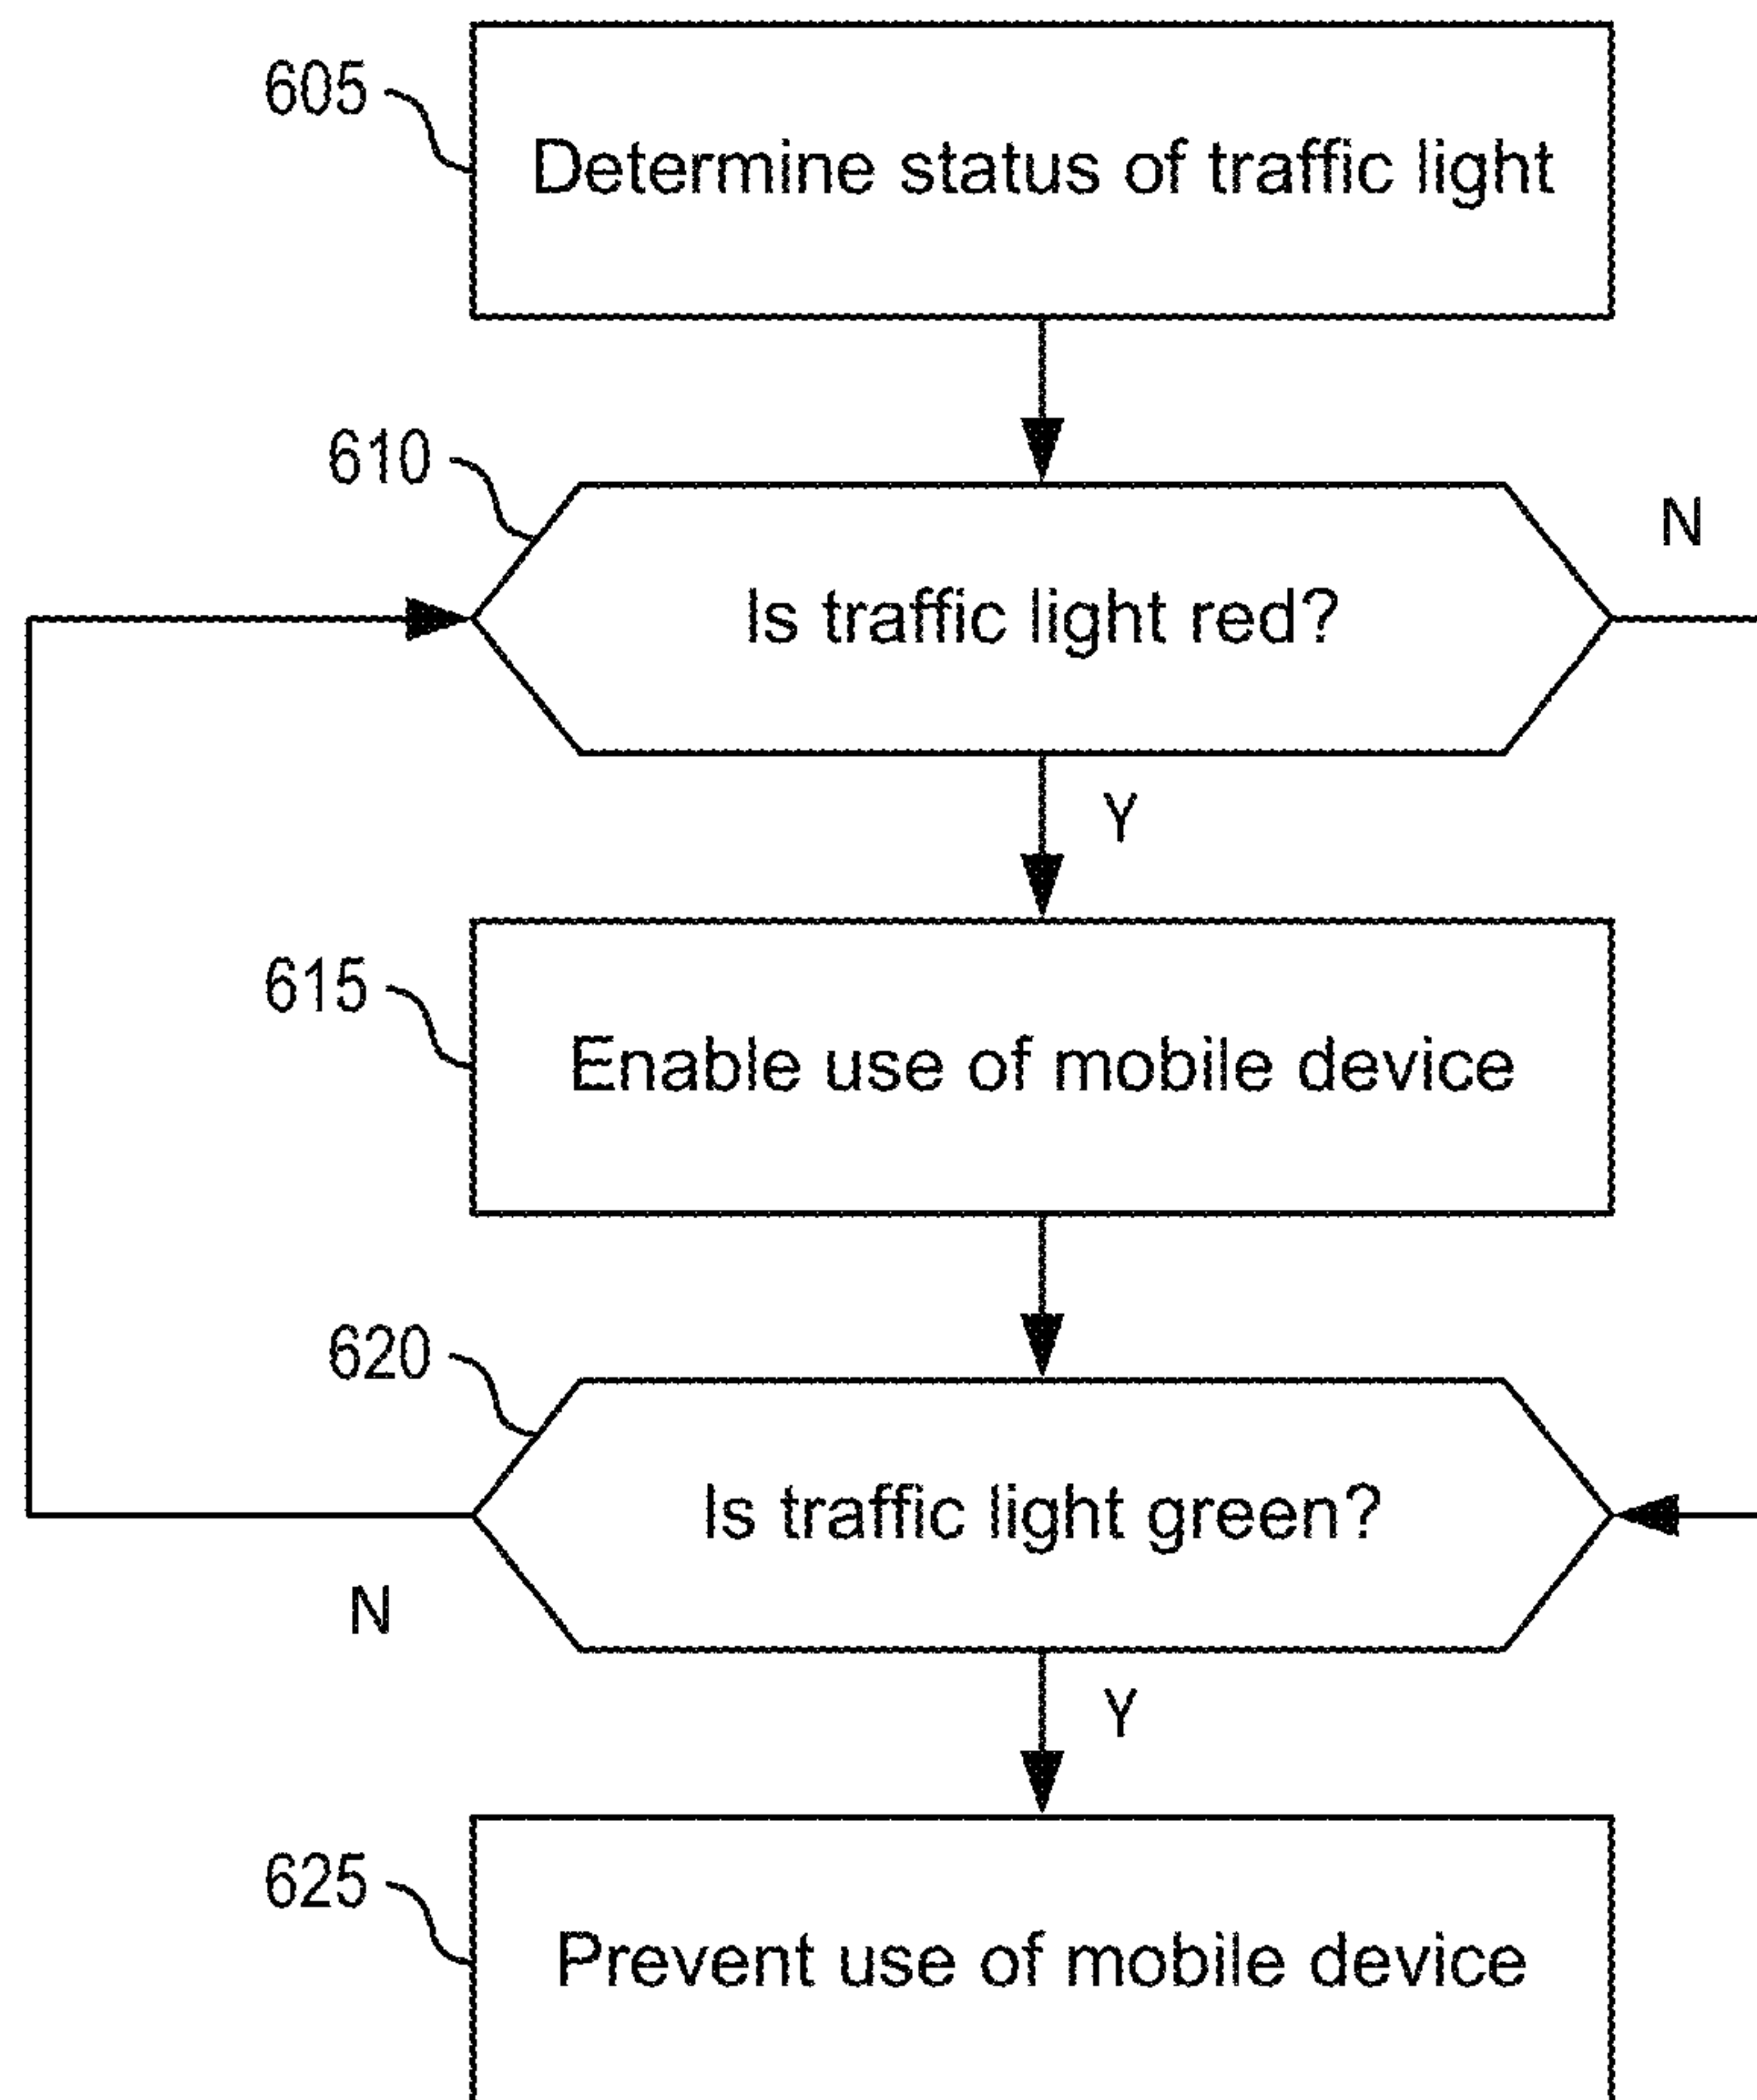 605
Determine status of traffic light
610
N
Is traffic light red?
Y
615
Enable use of mobile device
620
Is traffic light green?
N
Y
625
Prevent use of mobile device